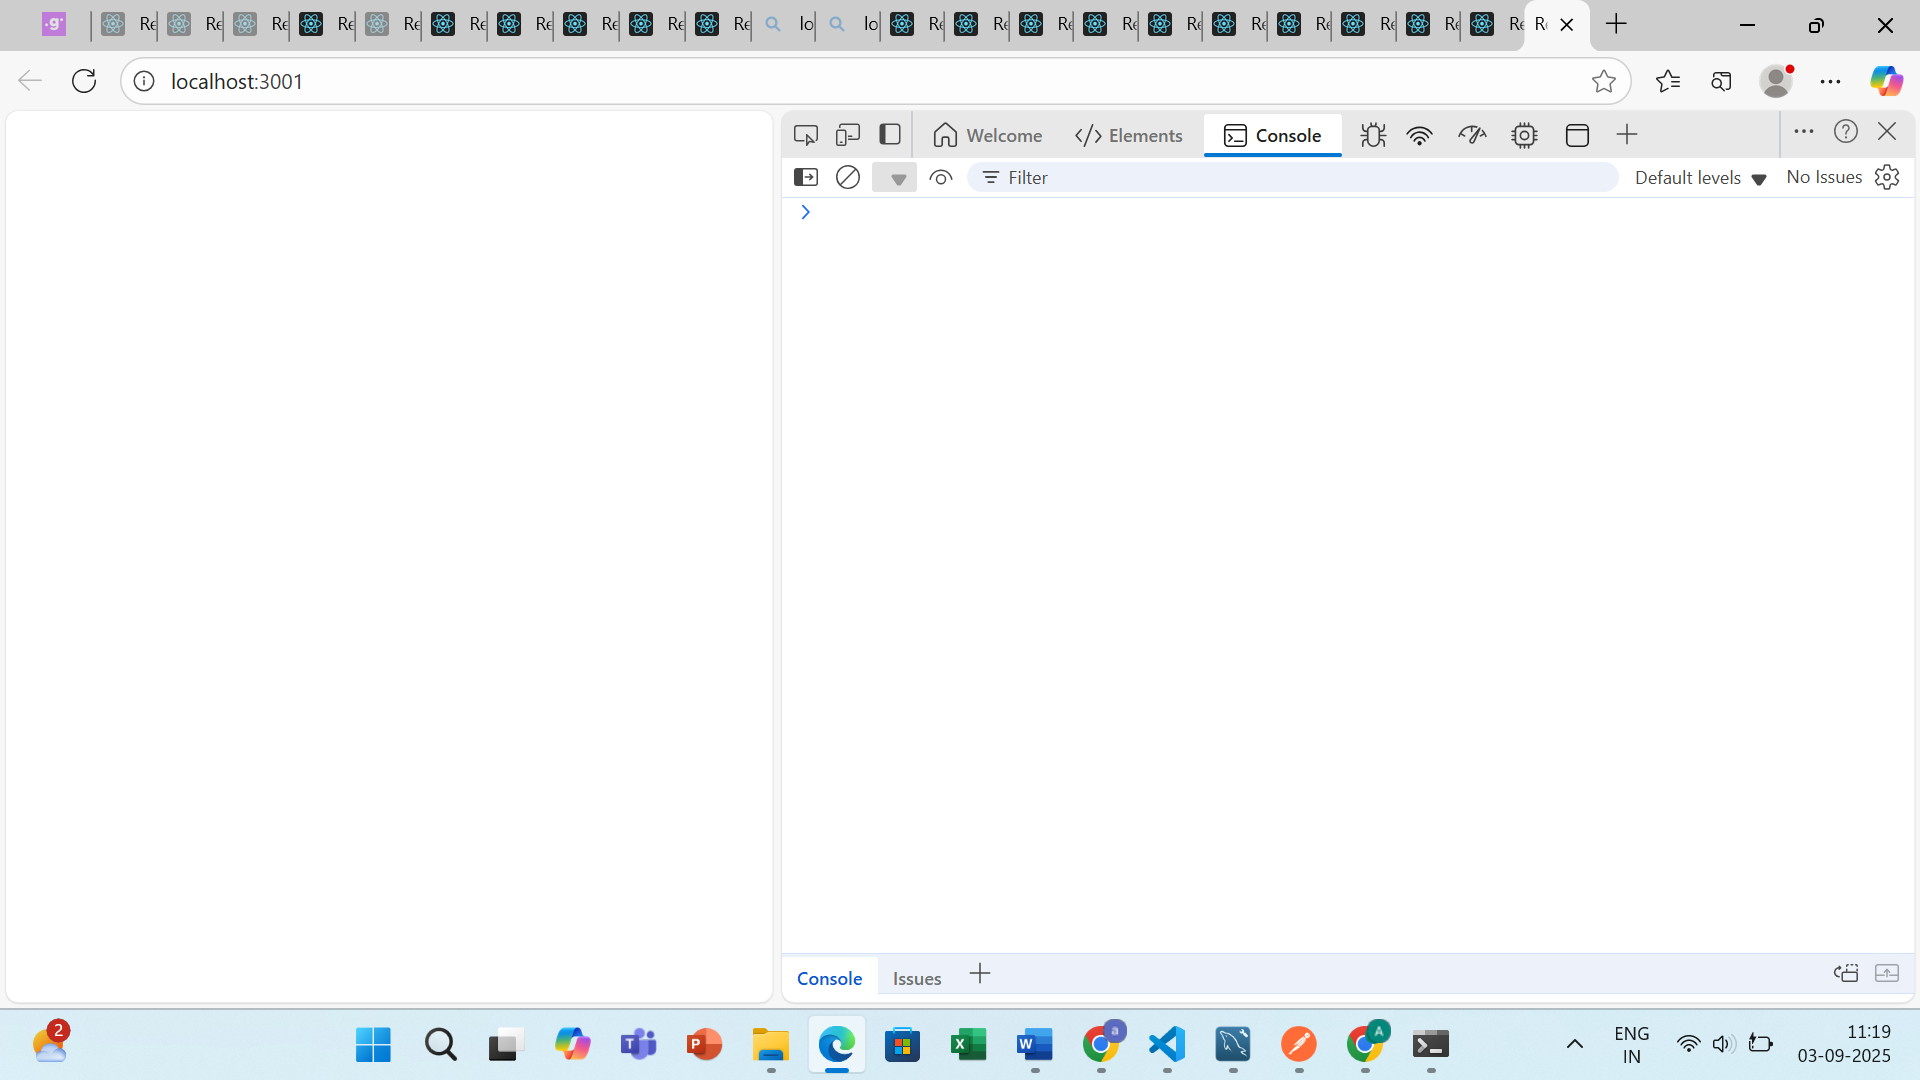 .g.
Re Re Re Re Re Re Re Re Re Re lo lo Re Re Re Re Re Re Re Re Re Re Re
localhost:3001
Welcome
Elements
Console
Filter
Default levels
No Issues
Console
Issues
2
T
P
X
W
a
A
ENG
IN
11:19
03-09-2025